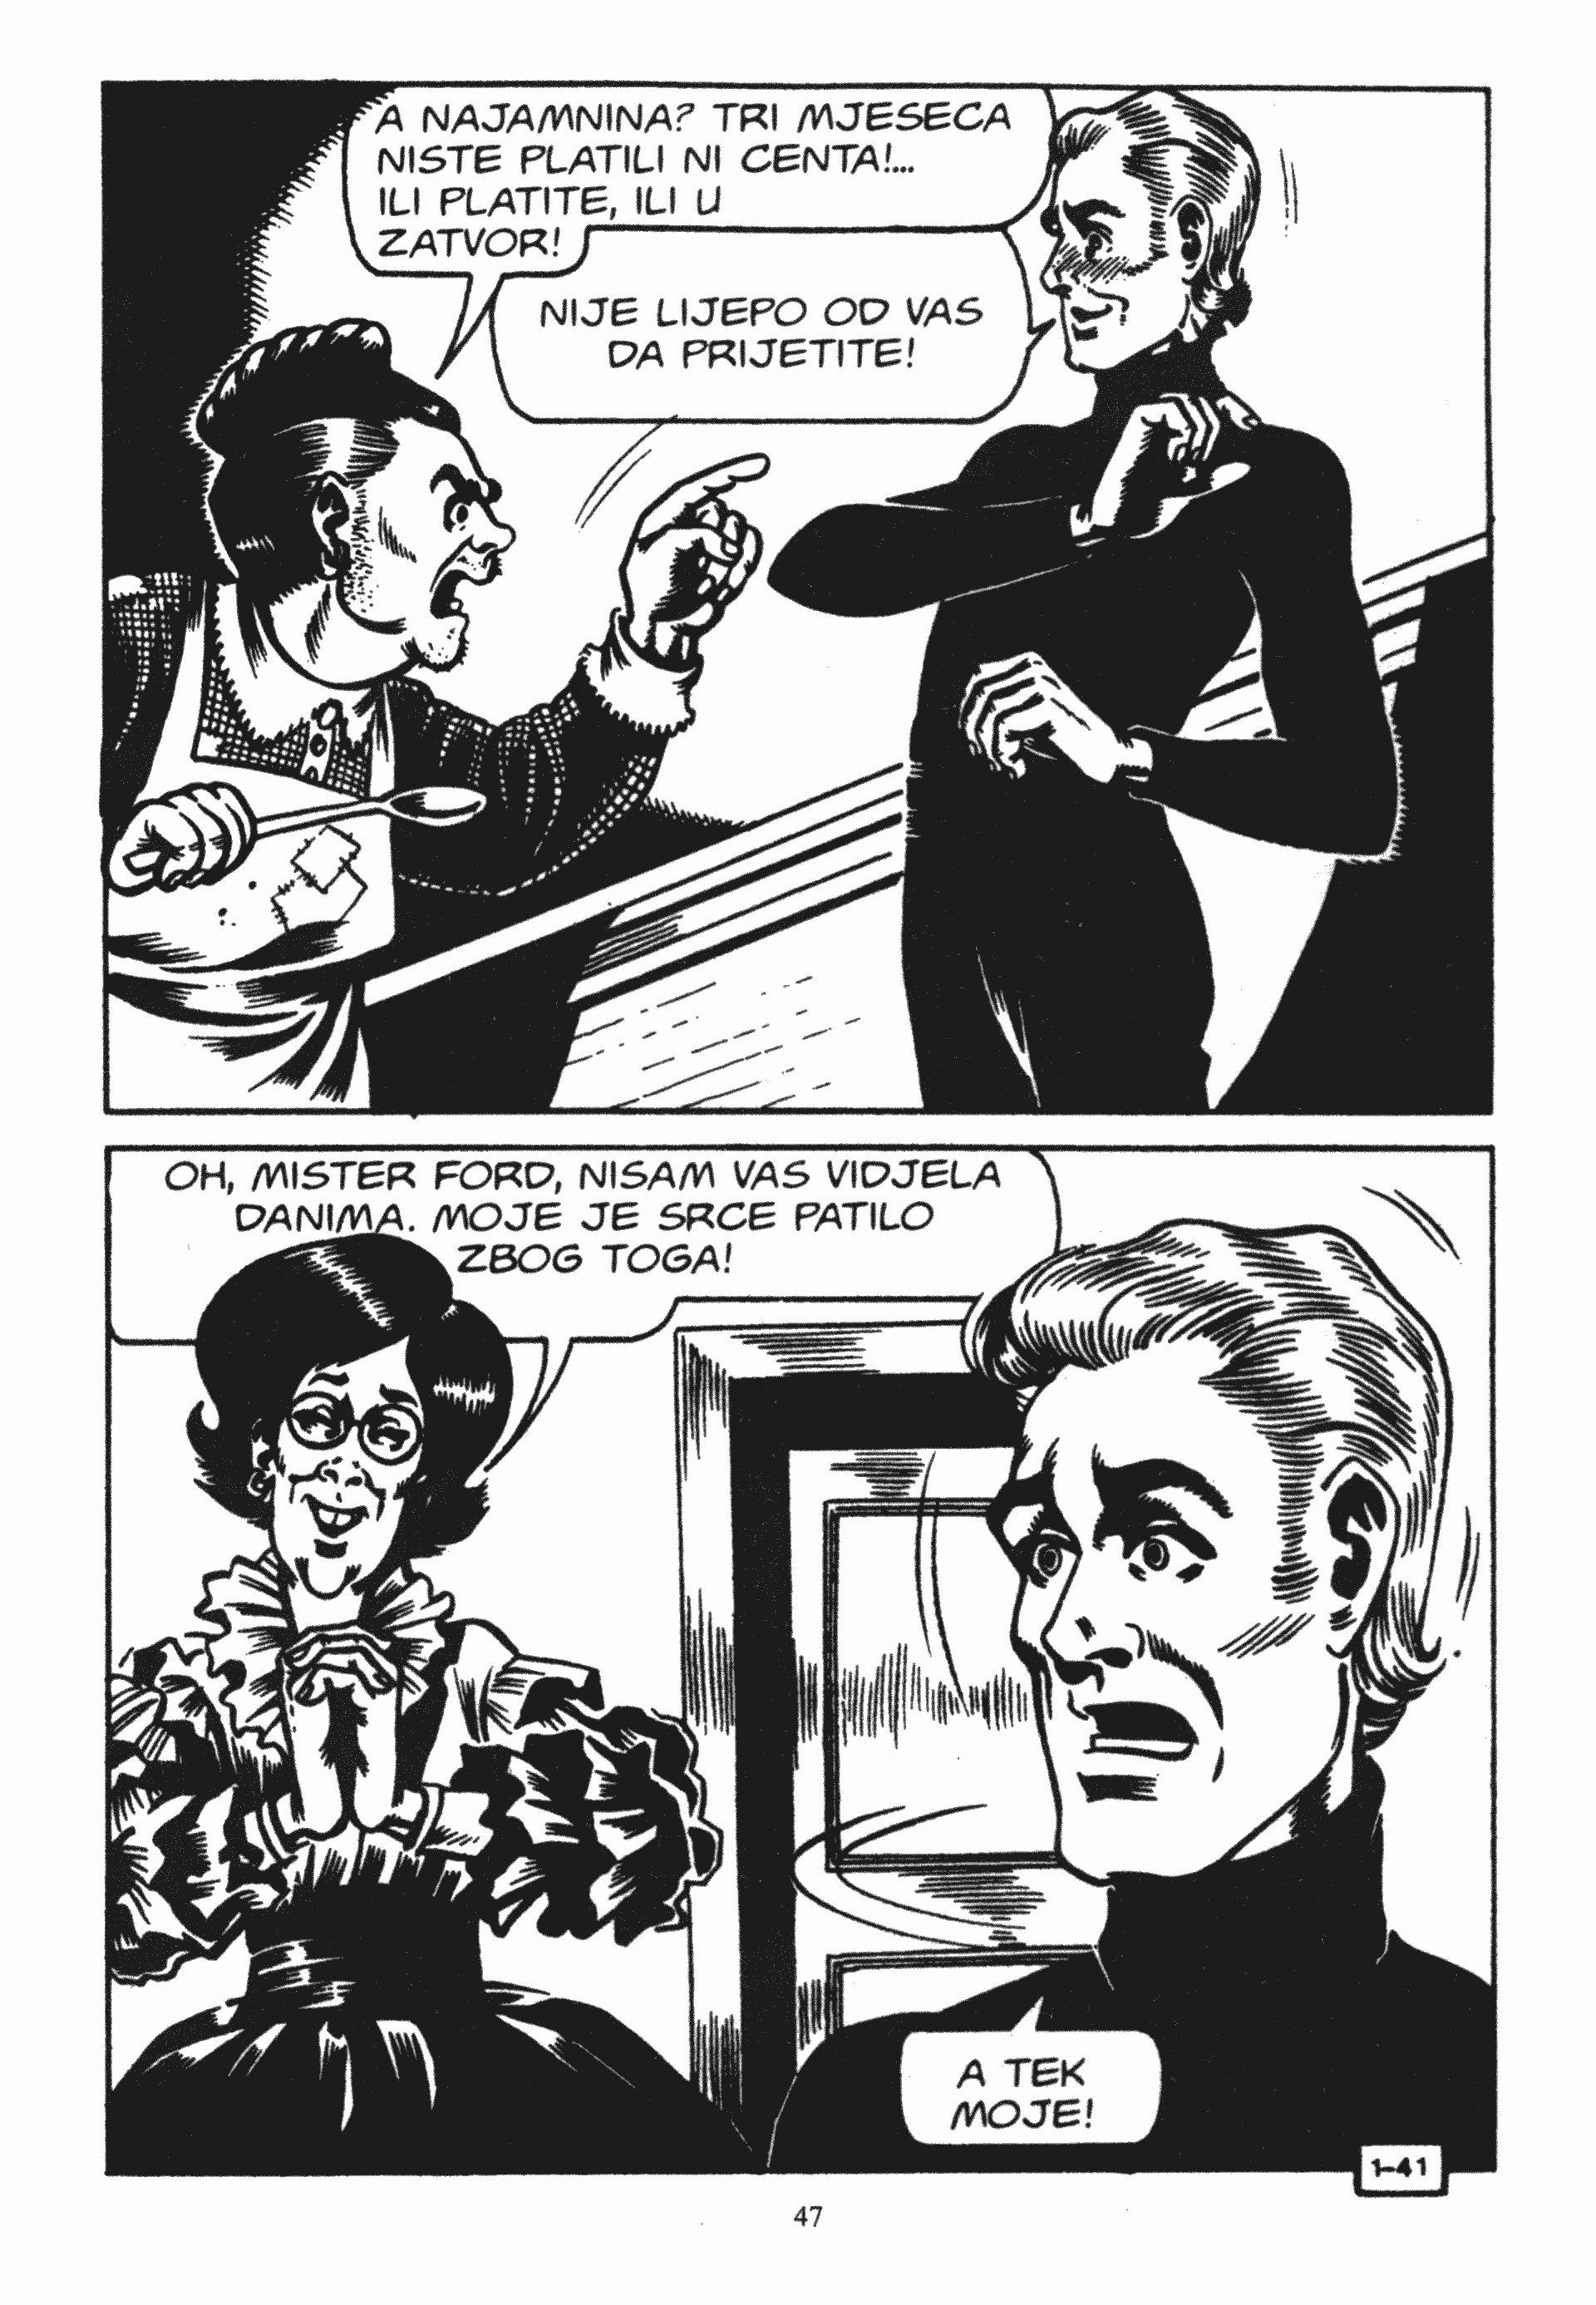 A NAJAMNINA? TRI MJESECA
NISTE PLATILI NI CENTA!...
ILI PLATITE, ILI U
ZATVOR!
NIJE LIJEPO OD VAS
DA PRIJETITE!
OH, MISTER FORD, NISAM VAS VIDJELA
DANIMA. MOJE JE SRCE PATILO
ZBOG TOGA!
A TEK
MOJE!
1-41
47